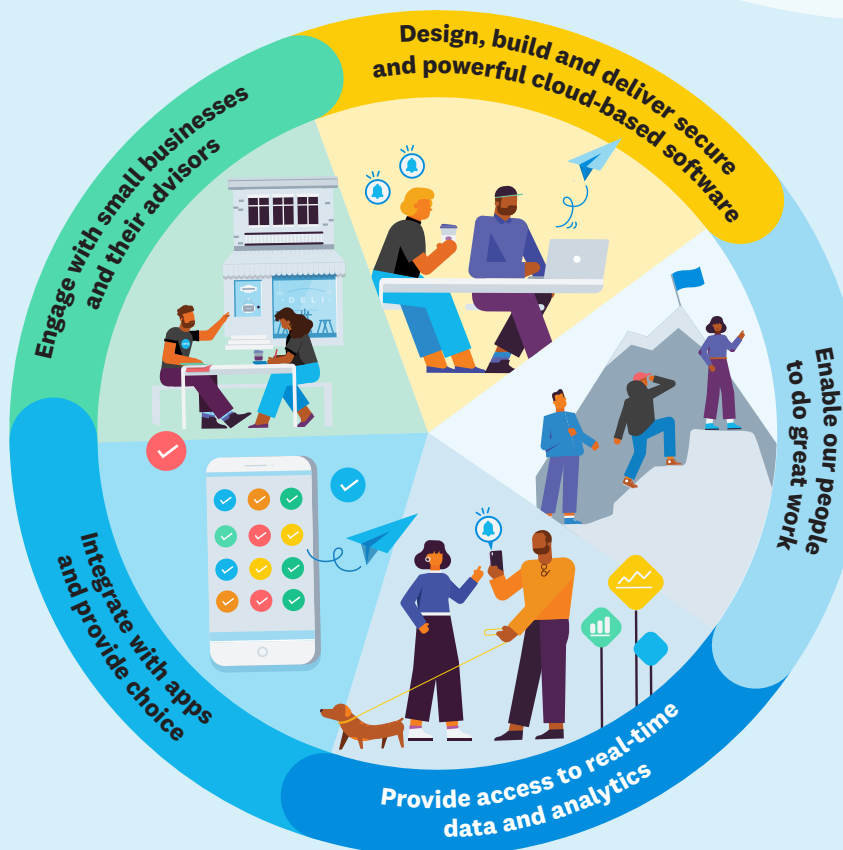 Design, build and deliver secure
and powerful cloud-based software
Enable our people
to do great work
Provide access to real-time
data and analytics
Integrate with apps
and provide choice
Engage with small businesses
and their advisors
DELI